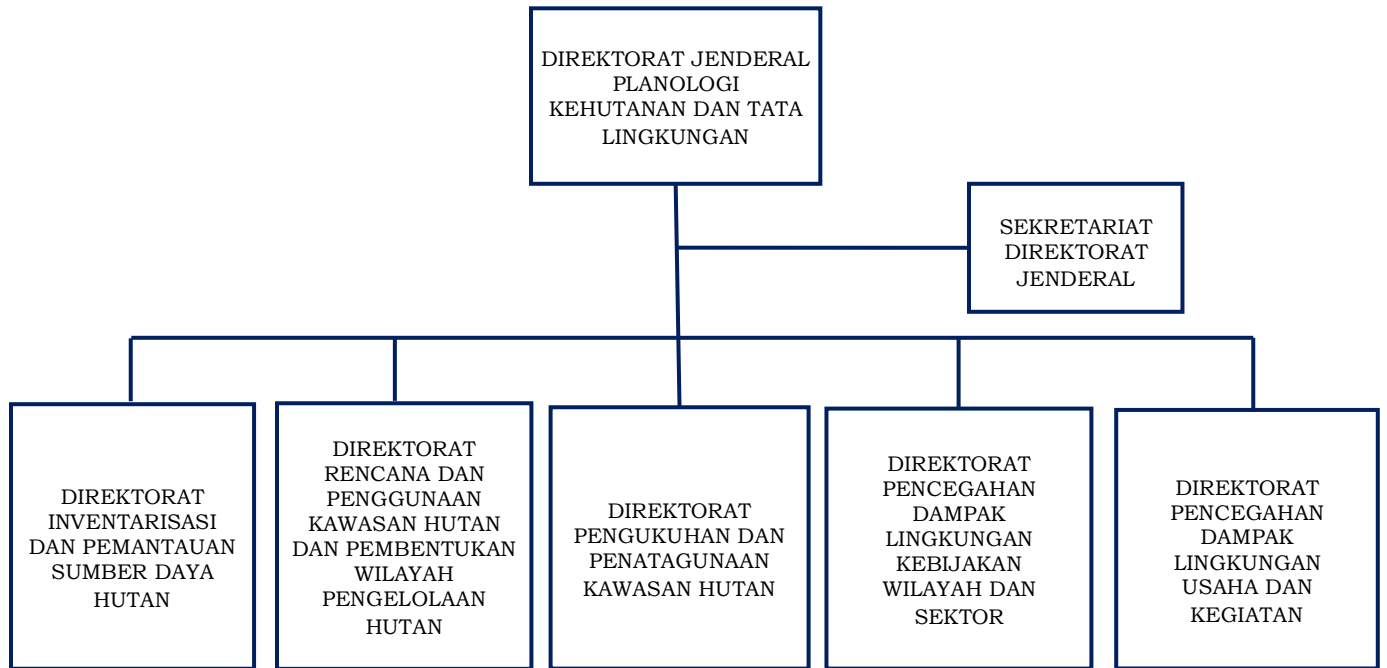 DIREKTORAT JENDERAL
PLANOLOGI
KEHUTANAN DAN TATA
LINGKUNGAN
SEKRETARIAT
DIREKTORAT
JENDERAL
DIREKTORAT
INVENTARISASI
DAN PEMANTAUAN
SUMBER DAYA
HUTAN
DIREKTORAT
RENCANA DAN
PENGGUNAAN
KAWASAN HUTAN
DAN PEMBENTUKAN
WILAYAH
PENGELOLAAN
HUTAN
DIREKTORAT
PENGUKUHAN DAN
PENATAGUNAAN
KAWASAN HUTAN
DIREKTORAT
PENCEGAHAN
DAMPAK
LINGKUNGAN
KEBIJAKAN
WILAYAH DAN
SEKTOR
DIREKTORAT
PENCEGAHAN
DAMPAK
LINGKUNGAN
USAHA DAN
KEGIATAN